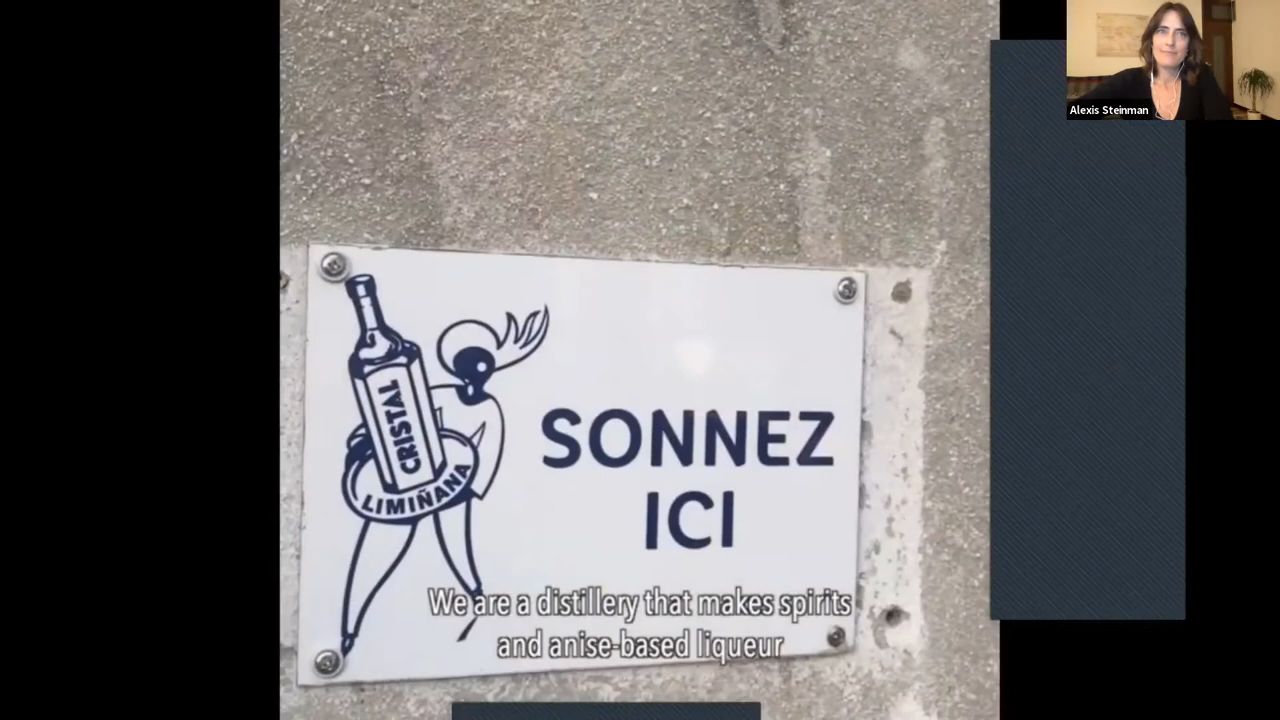 Alexis Steinman
CRISTAL
LIMIÑANA
SONNEZ
ICI
We are a distillery that makes spirits
and anise-based liqueur